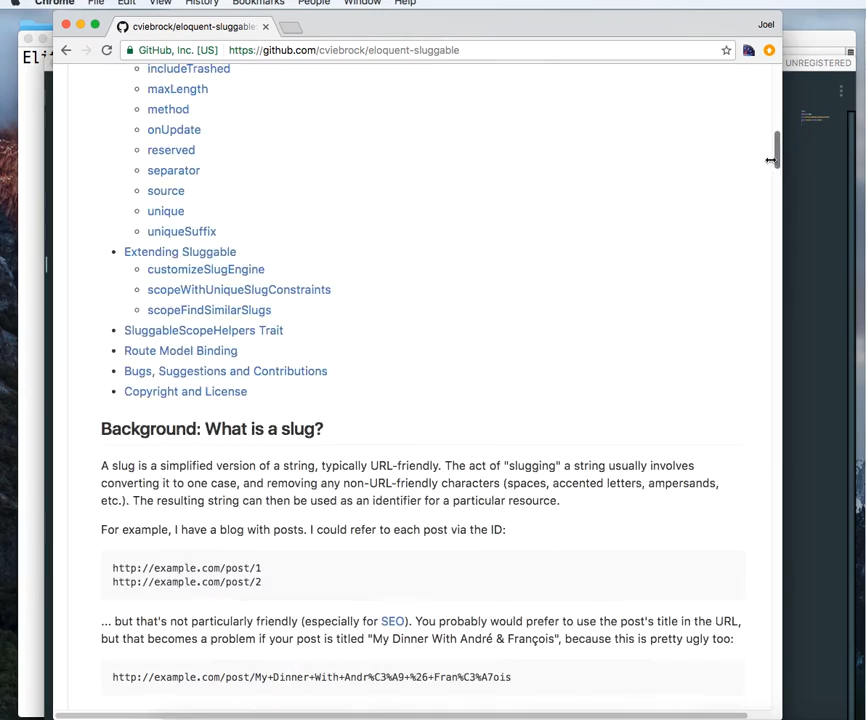 Chrome File Edit View History Bookmarks People Window Help
cviebrock/eloquent-sluggable
Joel
GitHub, Inc. [US] https://github.com/cviebrock/eloquent-sluggable
UNREGISTERED
includeTrashed
maxLength
method
onUpdate
reserved
separator
source
unique
uniqueSuffix
Extending Sluggable
customizeSlugEngine
scopeWithUniqueSlugConstraints
scopeFindSimilarSlugs
SluggableScopeHelpers Trait
Route Model Binding
Bugs, Suggestions and Contributions
Copyright and License
Background: What is a slug?
A slug is a simplified version of a string, typically URL-friendly. The act of "slugging" a string usually involves
converting it to one case, and removing any non-URL-friendly characters (spaces, accented letters, ampersands,
etc.). The resulting string can then be used as an identifier for a particular resource.
For example, I have a blog with posts. I could refer to each post via the ID:
http://example.com/post/1
http://example.com/post/2
... but that's not particularly friendly (especially for SEO). You probably would prefer to use the post's title in the URL,
but that becomes a problem if your post is titled "My Dinner With André & François", because this is pretty ugly too:
http://example.com/post/My+Dinner+With+Andr%C3%A9+%26+Fran%C3%A7ois